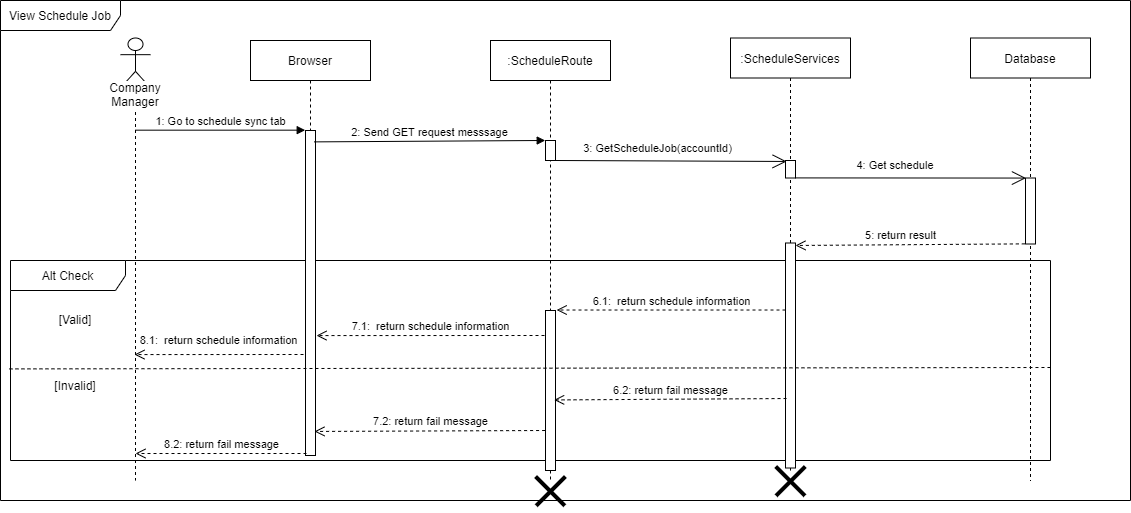 View Schedule Job
Company
Manager
Browser
:ScheduleRoute
:ScheduleServices
Database
1: Go to schedule sync tab
2: Send GET request messsage
3: GetScheduleJob(accountId)
4: Get schedule
5: return result
Alt Check
[Valid]
6.1: return schedule information
7.1: return schedule information
8.1: return schedule information
[Invalid]
6.2: return fail message
7.2: return fail message
8.2: return fail message